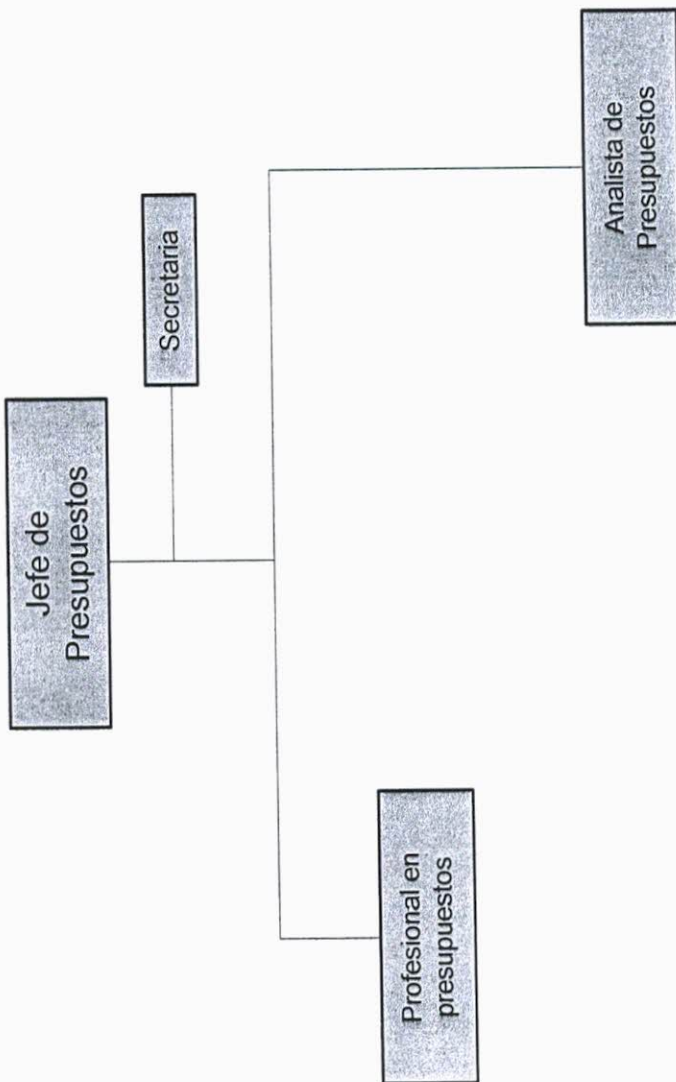 Jefe de
Presupuestos
Secretaria
Profesional en
presupuestos
Analista de
Presupuestos